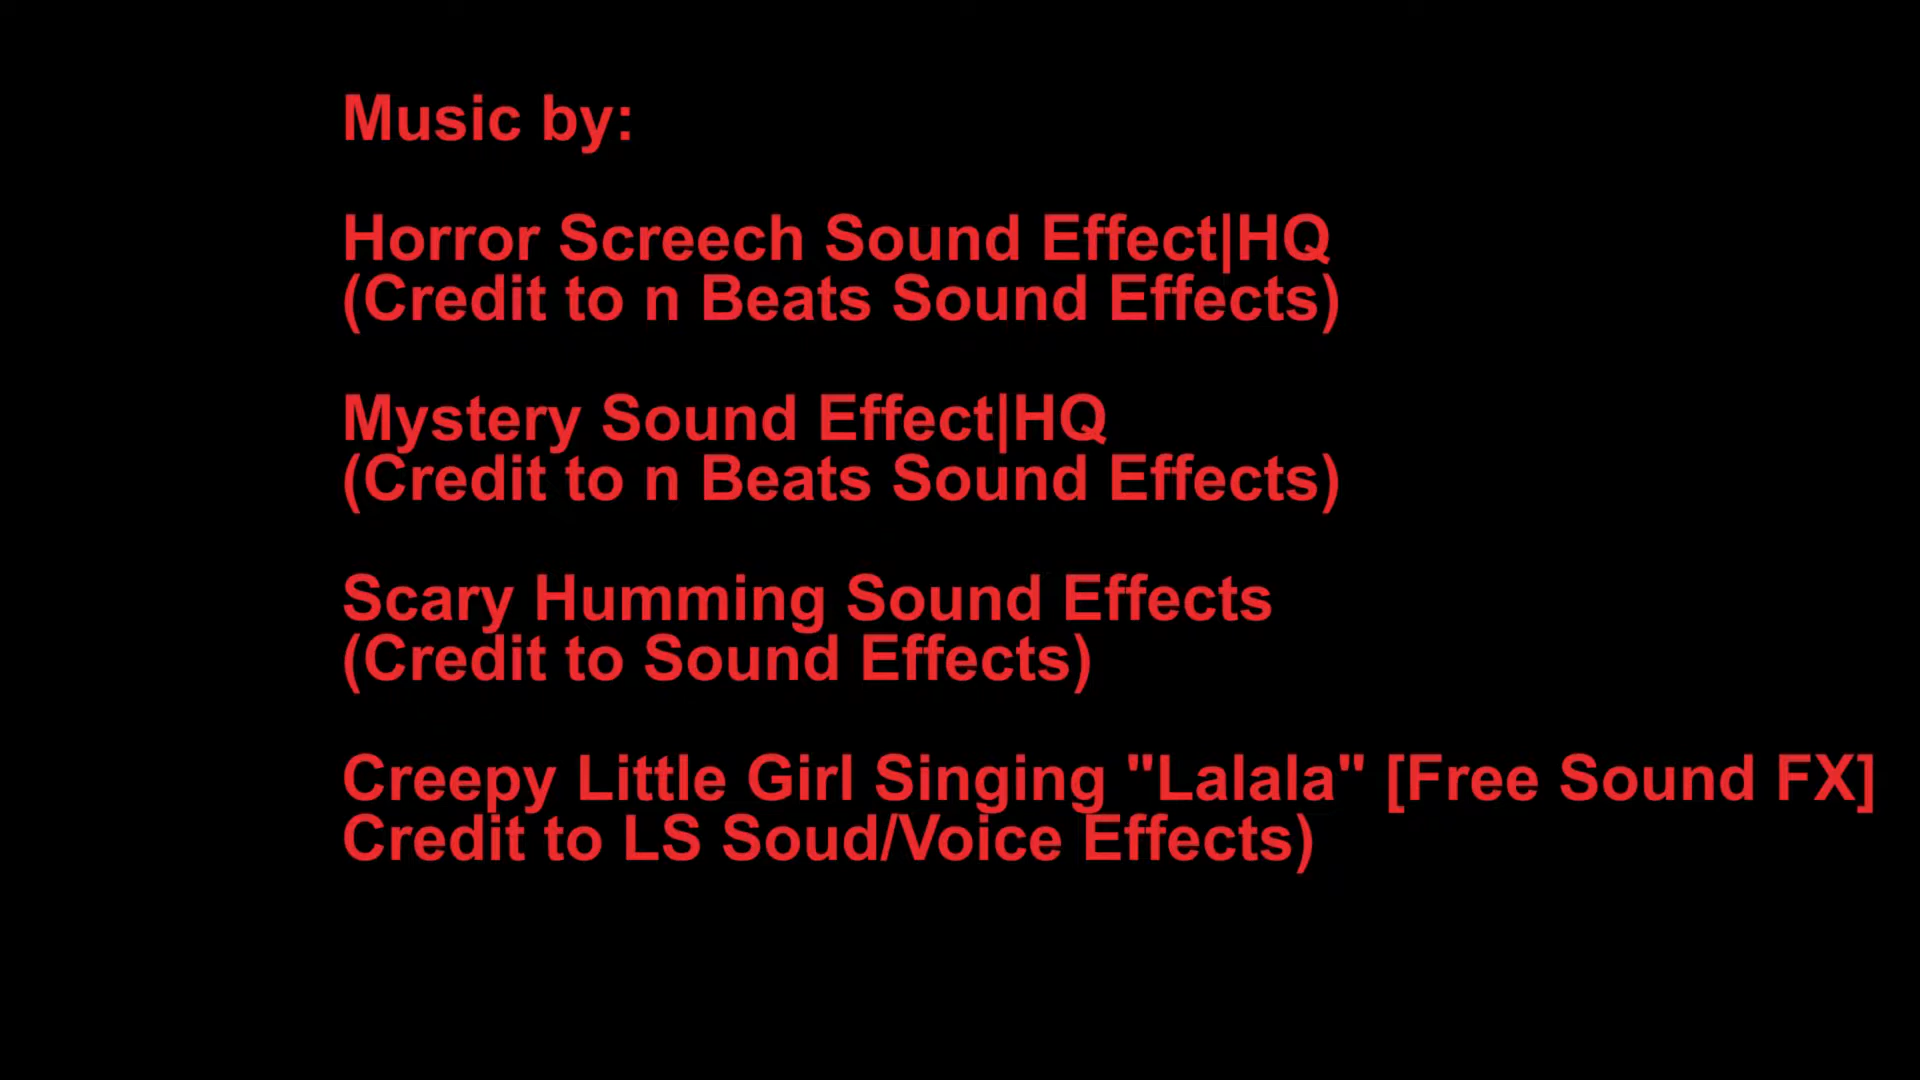 Music by:
Horror Screech Sound Effect|HQ
(Credit to n Beats Sound Effects)
Mystery Sound Effect|HQ
(Credit to n Beats Sound Effects)
Scary Humming Sound Effects
(Credit to Sound Effects)
Creepy Little Girl Singing "Lalala" [Free Sound FX]
Credit to LS Soud/Voice Effects)